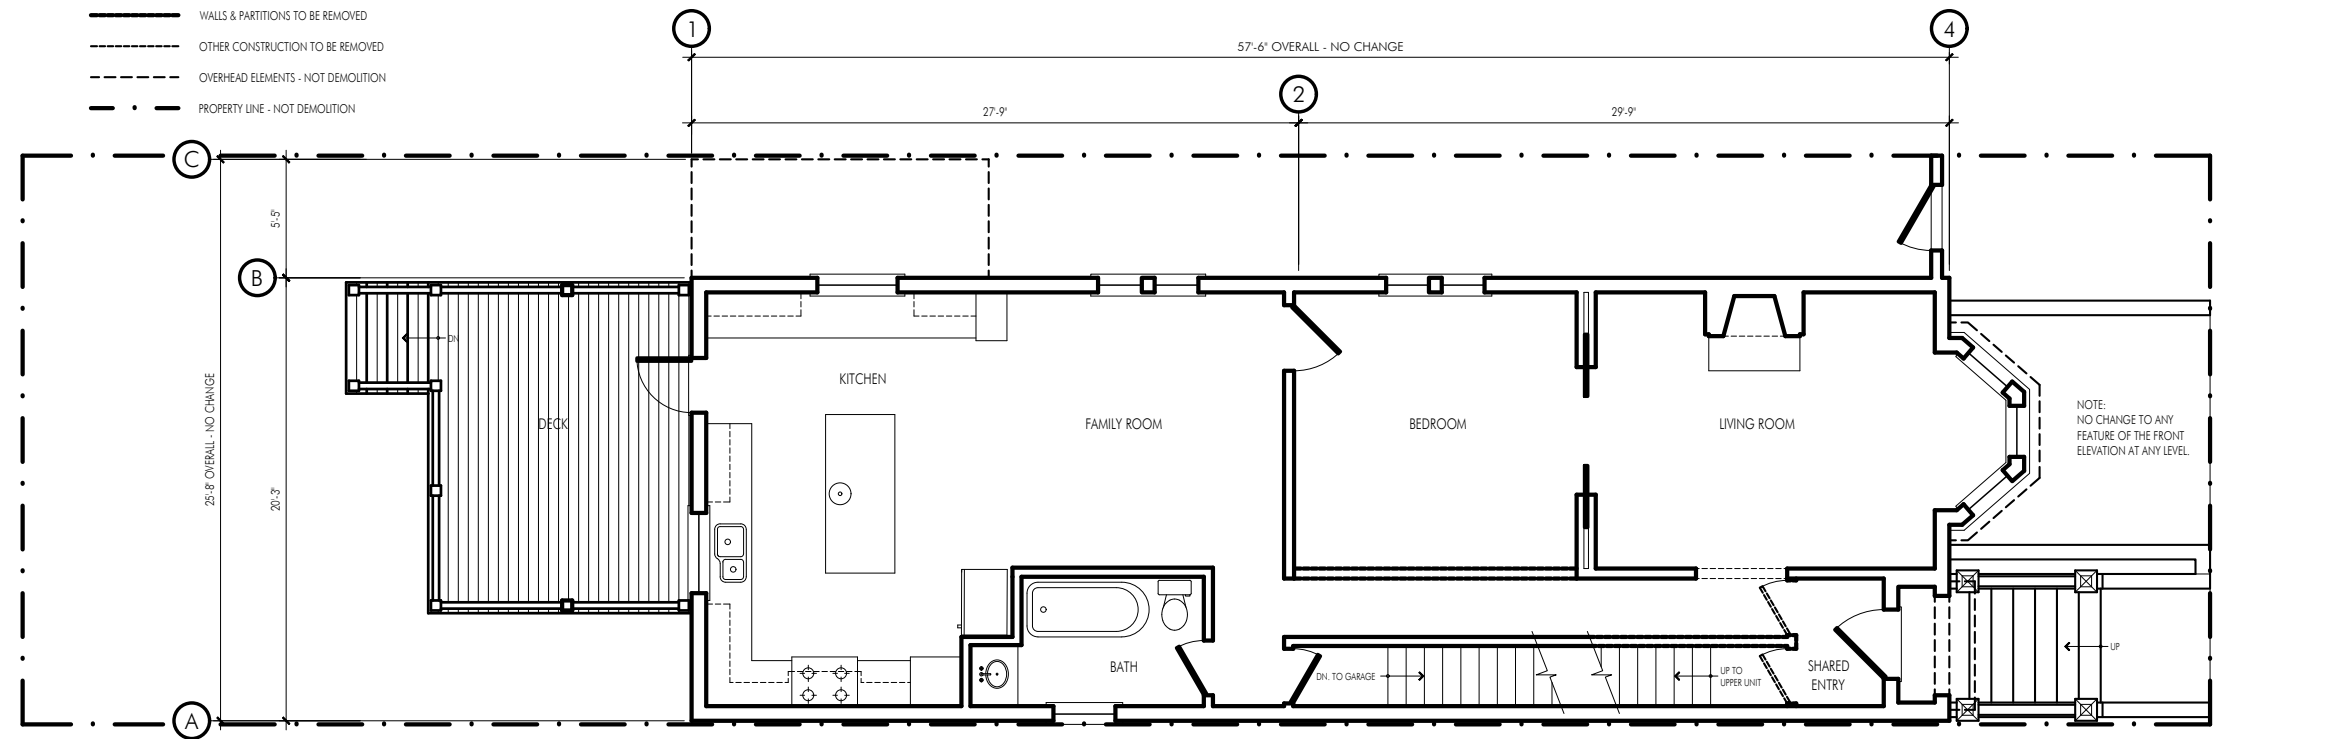 WALLS & PARTITIONS TO BE REMOVED
OTHER CONSTRUCTION TO BE REMOVED
OVERHEAD ELEMENTS - NOT DEMOLITION
PROPERTY LINE - NOT DEMOLITION
1
4
57'-6" OVERALL - NO CHANGE
2
27'-9"
29'-9"
C
5'-5"
B
DN
KITCHEN
DECK
FAMILY ROOM
BEDROOM
LIVING ROOM
NOTE:
NO CHANGE TO ANY
FEATURE OF THE FRONT
ELEVATION AT ANY LEVEL.
25'-8" OVERALL - NO CHANGE
20'-3"
BATH
DN. TO GARAGE
UP TO
UPPER UNIT
SHARED
ENTRY
UP
A